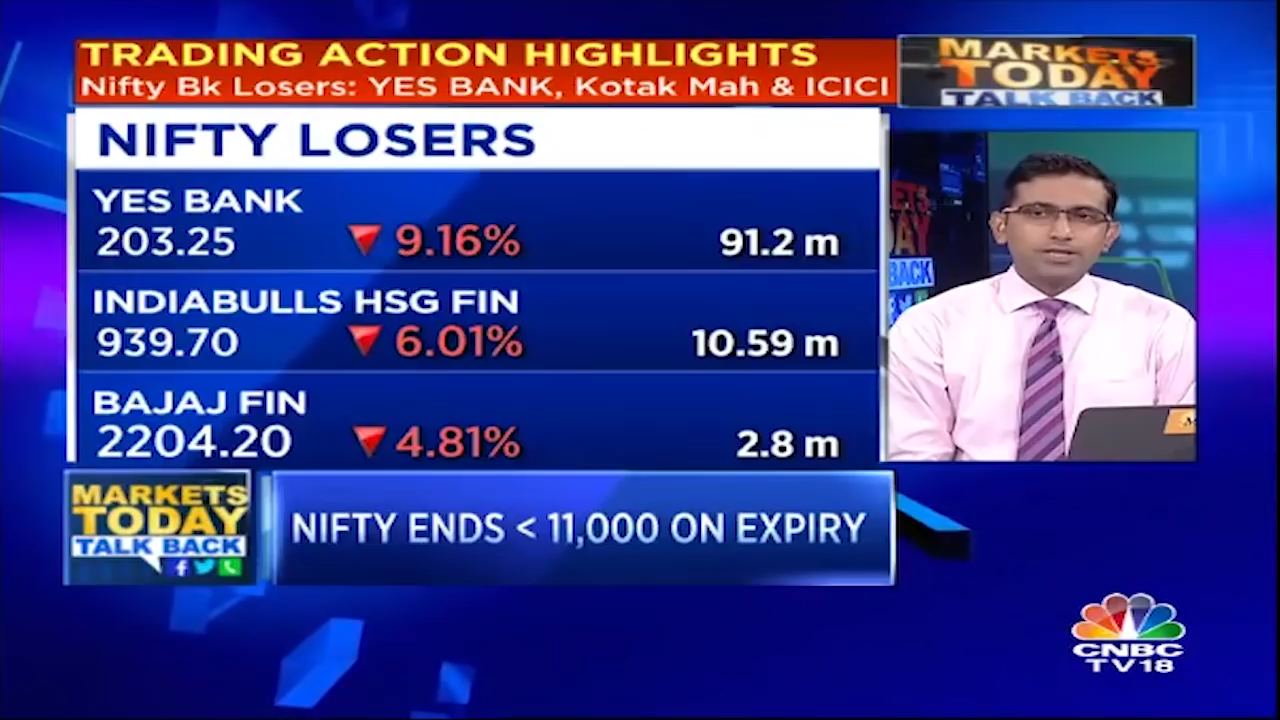 TRADING ACTION HIGHLIGHTS
Nifty Bk Losers: YES BANK, Kotak Mah & ICICI
MARKETS
TODAY
TALK BACK
NIFTY LOSERS
YES BANK
203.25 9.16% 91.2 m
INDIABULLS HSG FIN
939.70 6.01% 10.59 m
BAJAJ FIN
2204.20 4.81% 2.8 m
BACK
MARKETS
TODAY
TALK BACK
NIFTY ENDS < 11,000 ON EXPIRY
CNBC
TV18